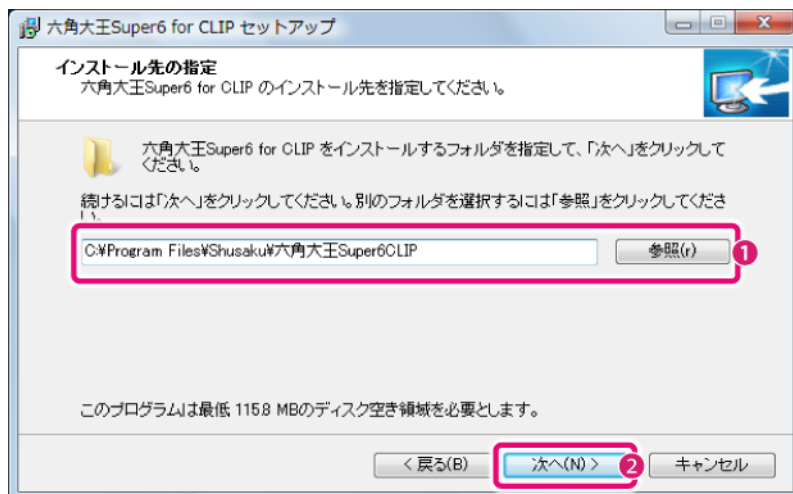 六角大王Super6 for CLIP セットアップ
インストール先の指定
六角大王Super6 for CLIP のインストール先を指定してください。
六角大王Super6 for CLIP をインストールするフォルダを指定して、「次へ」をクリックして
ください。
続けるには「次へ」をクリックしてください。別のフォルダを選択するには「参照」をクリックしてくださ
い。
C:¥Program Files¥Shusaku¥六角大王Super6CLIP
参照(r)
1
このプログラムは最低 115.8 MBのディスク空き領域を必要とします。
< 戻る(B)
次へ(N) >
2
キャンセル